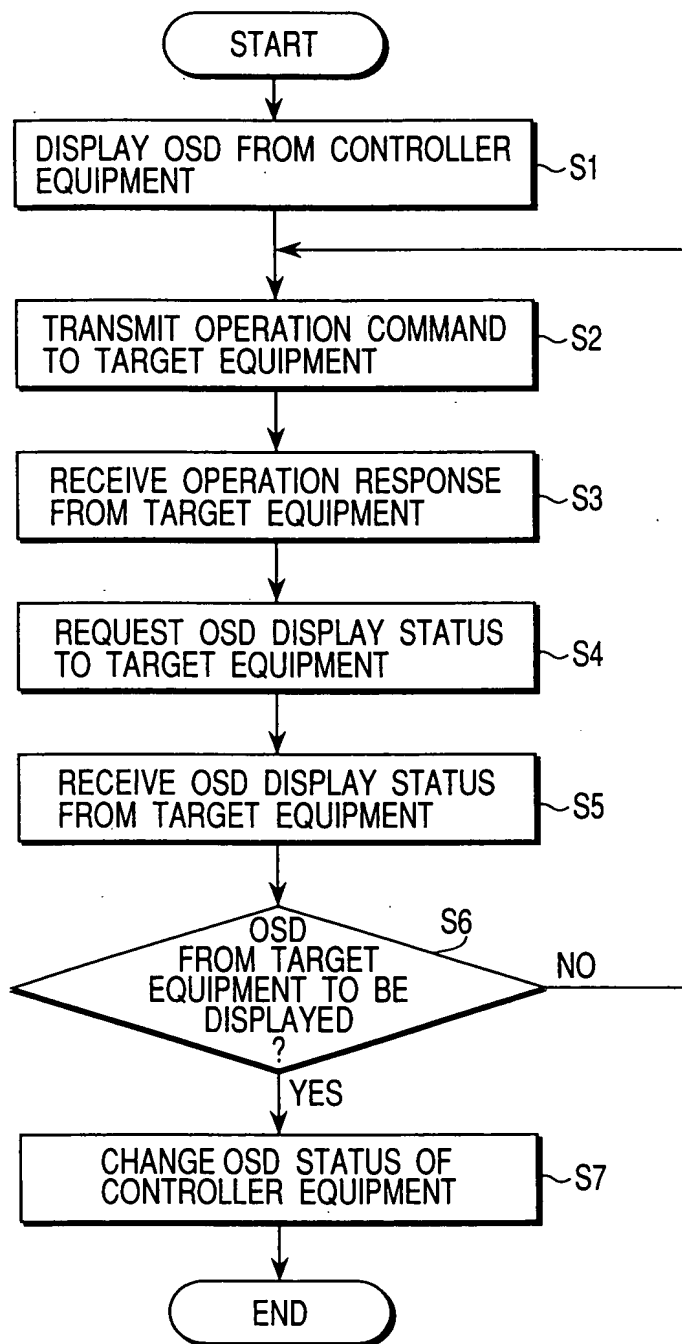 START
DISPLAY OSD FROM CONTROLLER
EQUIPMENT
S1
TRANSMIT OPERATION COMMAND
TO TARGET EQUIPMENT
S2
RECEIVE OPERATION RESPONSE
FROM TARGET EQUIPMENT
S3
REQUEST OSD DISPLAY STATUS
TO TARGET EQUIPMENT
S4
RECEIVE OSD DISPLAY STATUS
FROM TARGET EQUIPMENT
S5
OSD
FROM TARGET
EQUIPMENT TO BE
DISPLAYED
?
S6
NO
YES
CHANGE OSD STATUS OF
CONTROLLER EQUIPMENT
S7
END